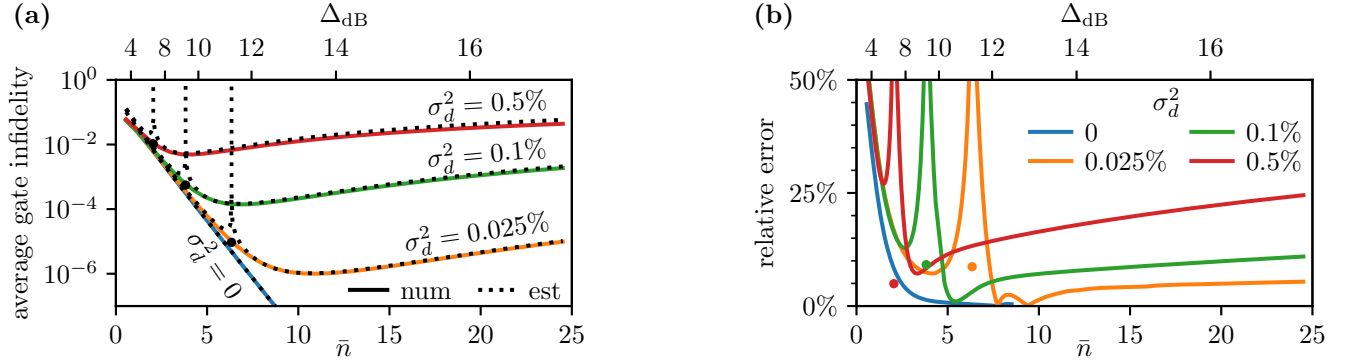 (a)
Δ_dB
4 8 10 12 14 16
average gate infidelity
10^0
10^−2
10^−4
10^−6
σ_d^2 = 0.5%
σ_d^2 = 0.1%
σ_d^2 = 0.025%
σ_d^2 = 0
num est
0 5 10 15 20 25
n̄
(b)
Δ_dB
4 8 10 12 14 16
relative error
50%
25%
0%
σ_d^2
0 0.1%
0.025% 0.5%
0 5 10 15 20 25
n̄